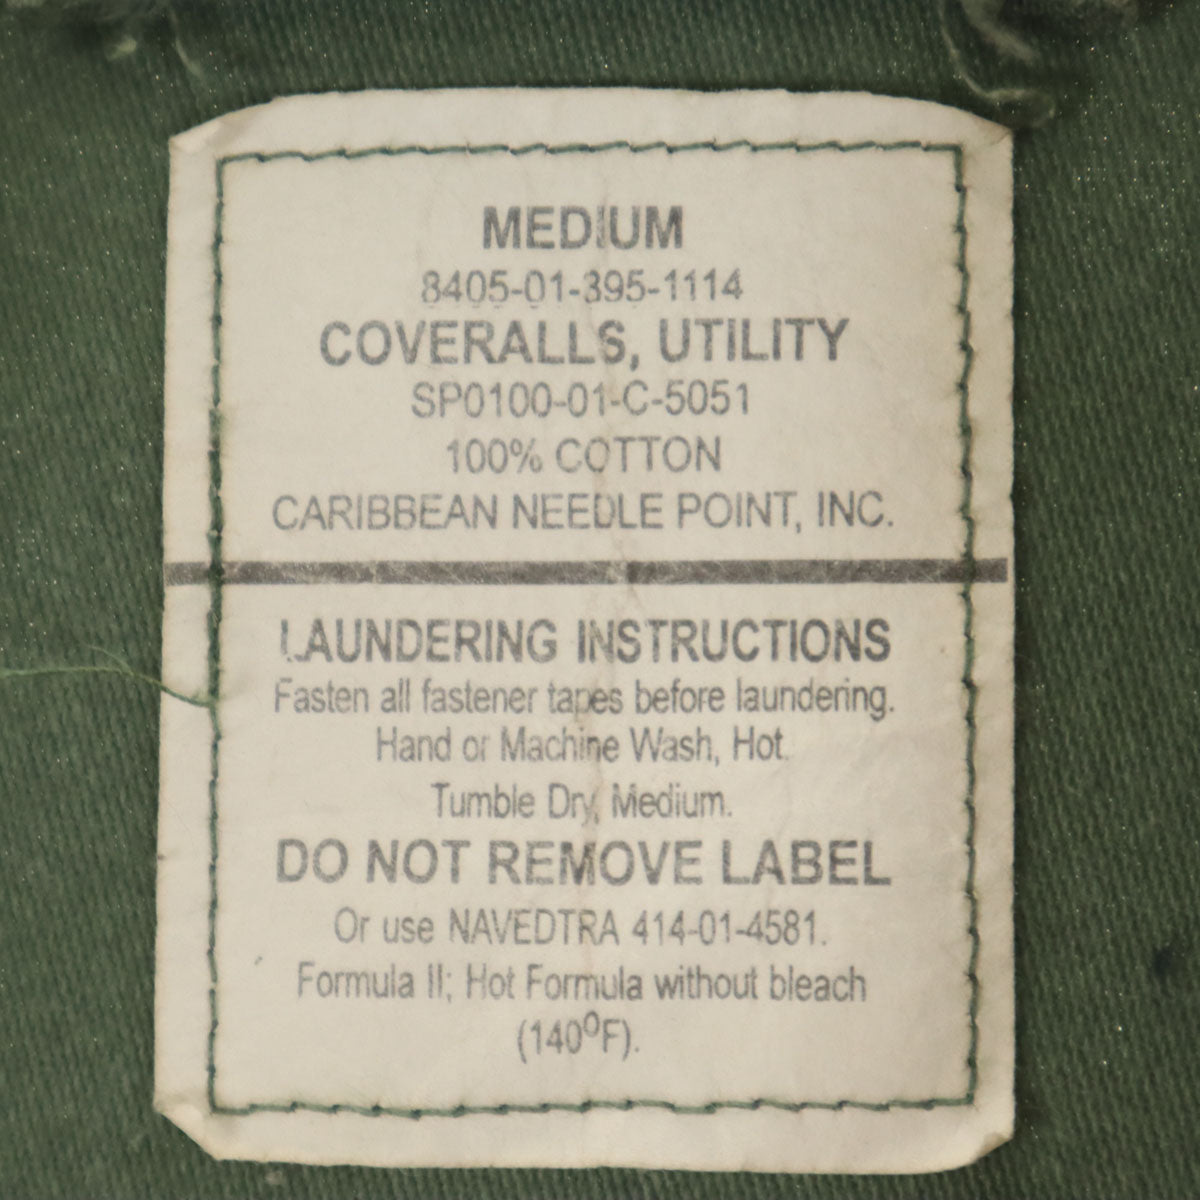 MEDIUM
8405-01-395-1114
COVERALLS, UTILITY
SP0100-01-C-5051
100% COTTON
CARIBBEAN NEEDLE POINT, INC.
LAUNDERING INSTRUCTIONS
Fasten all fastener tapes before laundering.
Hand or Machine Wash, Hot.
Tumble Dry, Medium.
DO NOT REMOVE LABEL
Or use NAVEDTRA 414-01-4581.
Formula II; Hot Formula without bleach
(140⁰F).